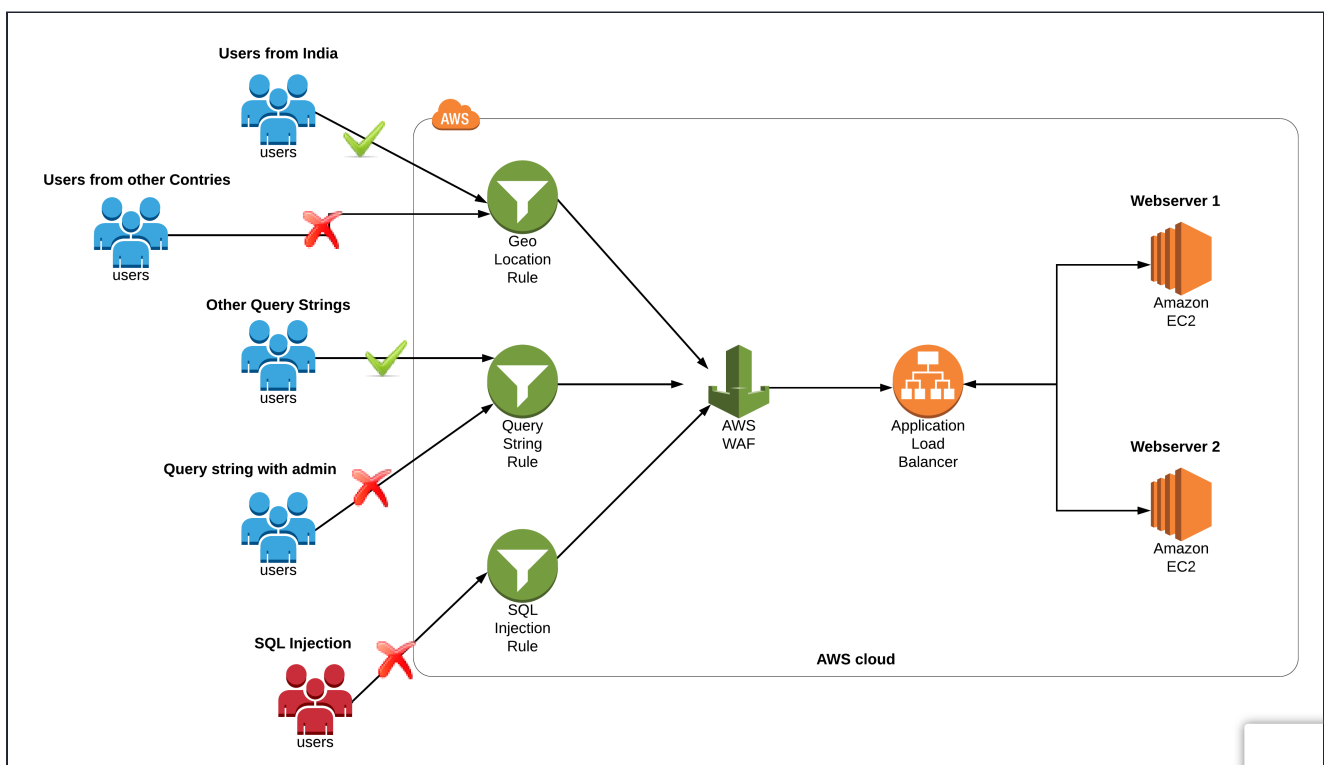 Users from India
users
AWS
Users from other Contries
users
Geo
Location
Rule
Other Query Strings
users
Query
String
Rule
Query string with admin
users
SQL Injection
users
SQL
Injection
Rule
AWS
WAF
Application
Load
Balancer
Webserver 1
Amazon
EC2
Webserver 2
Amazon
EC2
AWS cloud